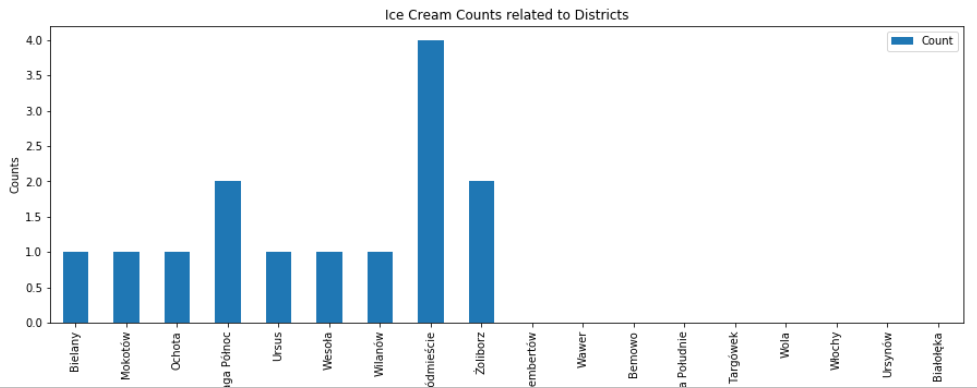 Ice Cream Counts related to Districts
Count
Counts
4.0
3.5
3.0
2.5
2.0
1.5
1.0
0.5
0.0
Bielany
Mokotów
Ochota
aga Północ
Ursus
Wesoła
Wilanów
ódmieście
Żoliborz
embertów
Wawer
Bemowo
a Południe
Targówek
Wola
Włochy
Ursynów
Białołęka